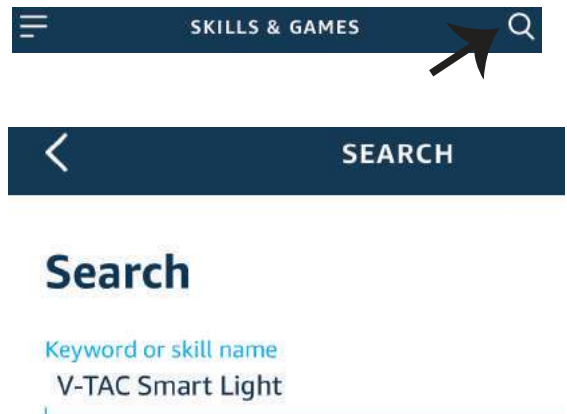 SKILLS & GAMES
SEARCH
Search
Keyword or skill name
V-TAC Smart Light